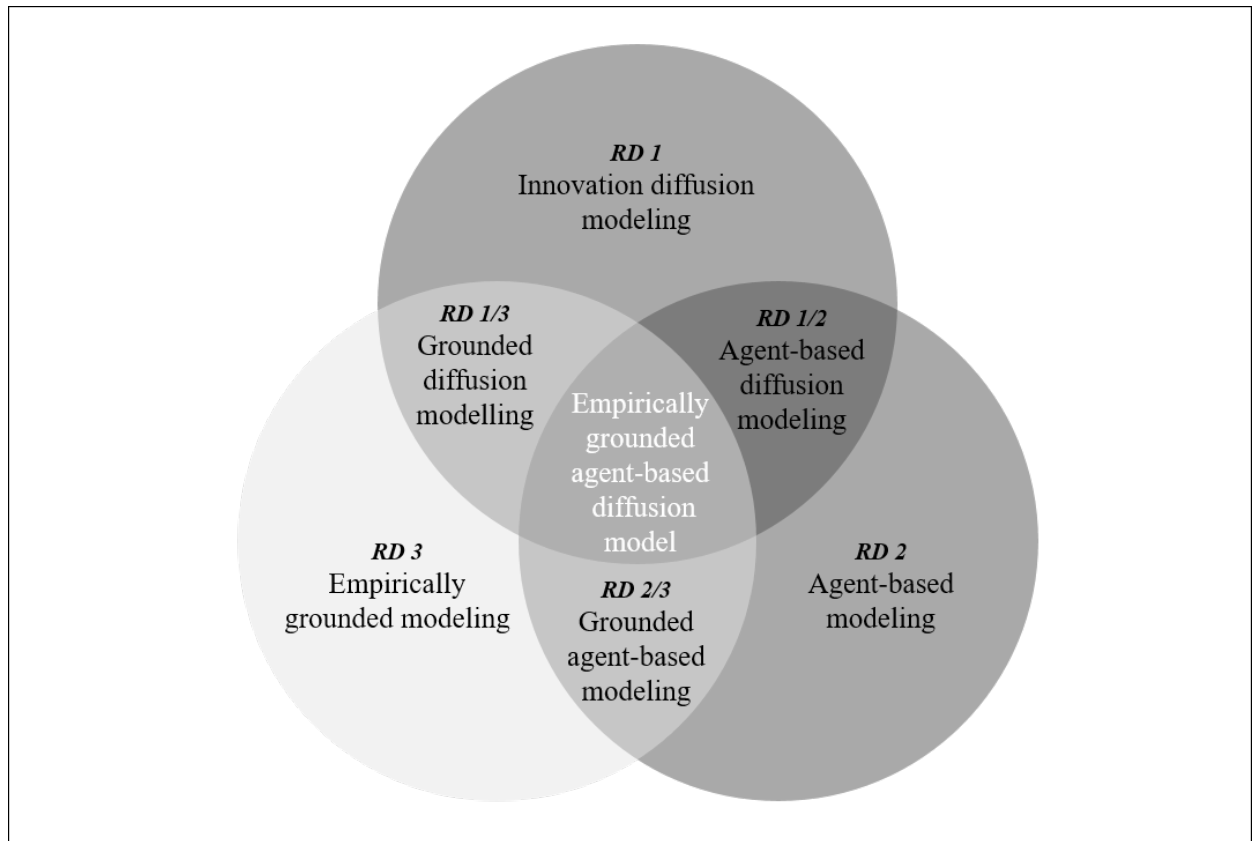 RD 1
Innovation diffusion
modeling
RD 1/3
Grounded
diffusion
modelling
RD 1/2
Agent-based
diffusion
modeling
Empirically
grounded
agent-based
diffusion
model
RD 3
Empirically
grounded modeling
RD 2/3
Grounded
agent-based
modeling
RD 2
Agent-based
modeling